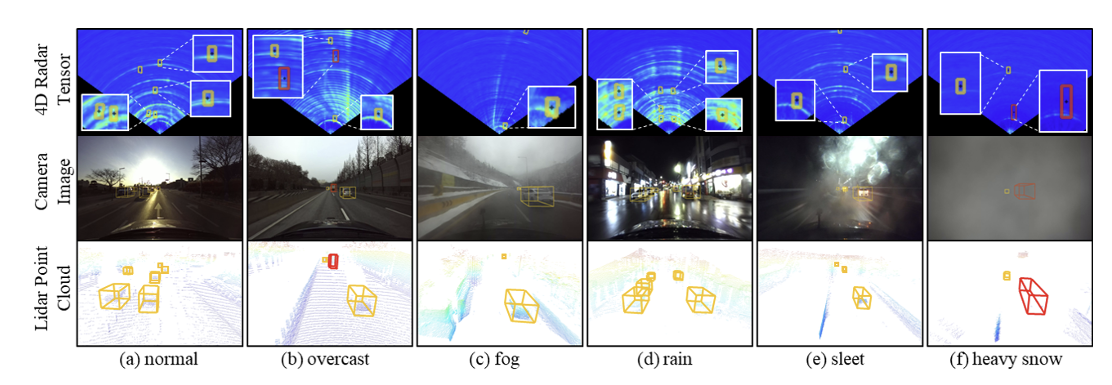 4D Radar
Tensor
Camera
Image
Lidar Point
Cloud
(a) normal
(b) overcast
(c) fog
(d) rain
(e) sleet
(f) heavy snow